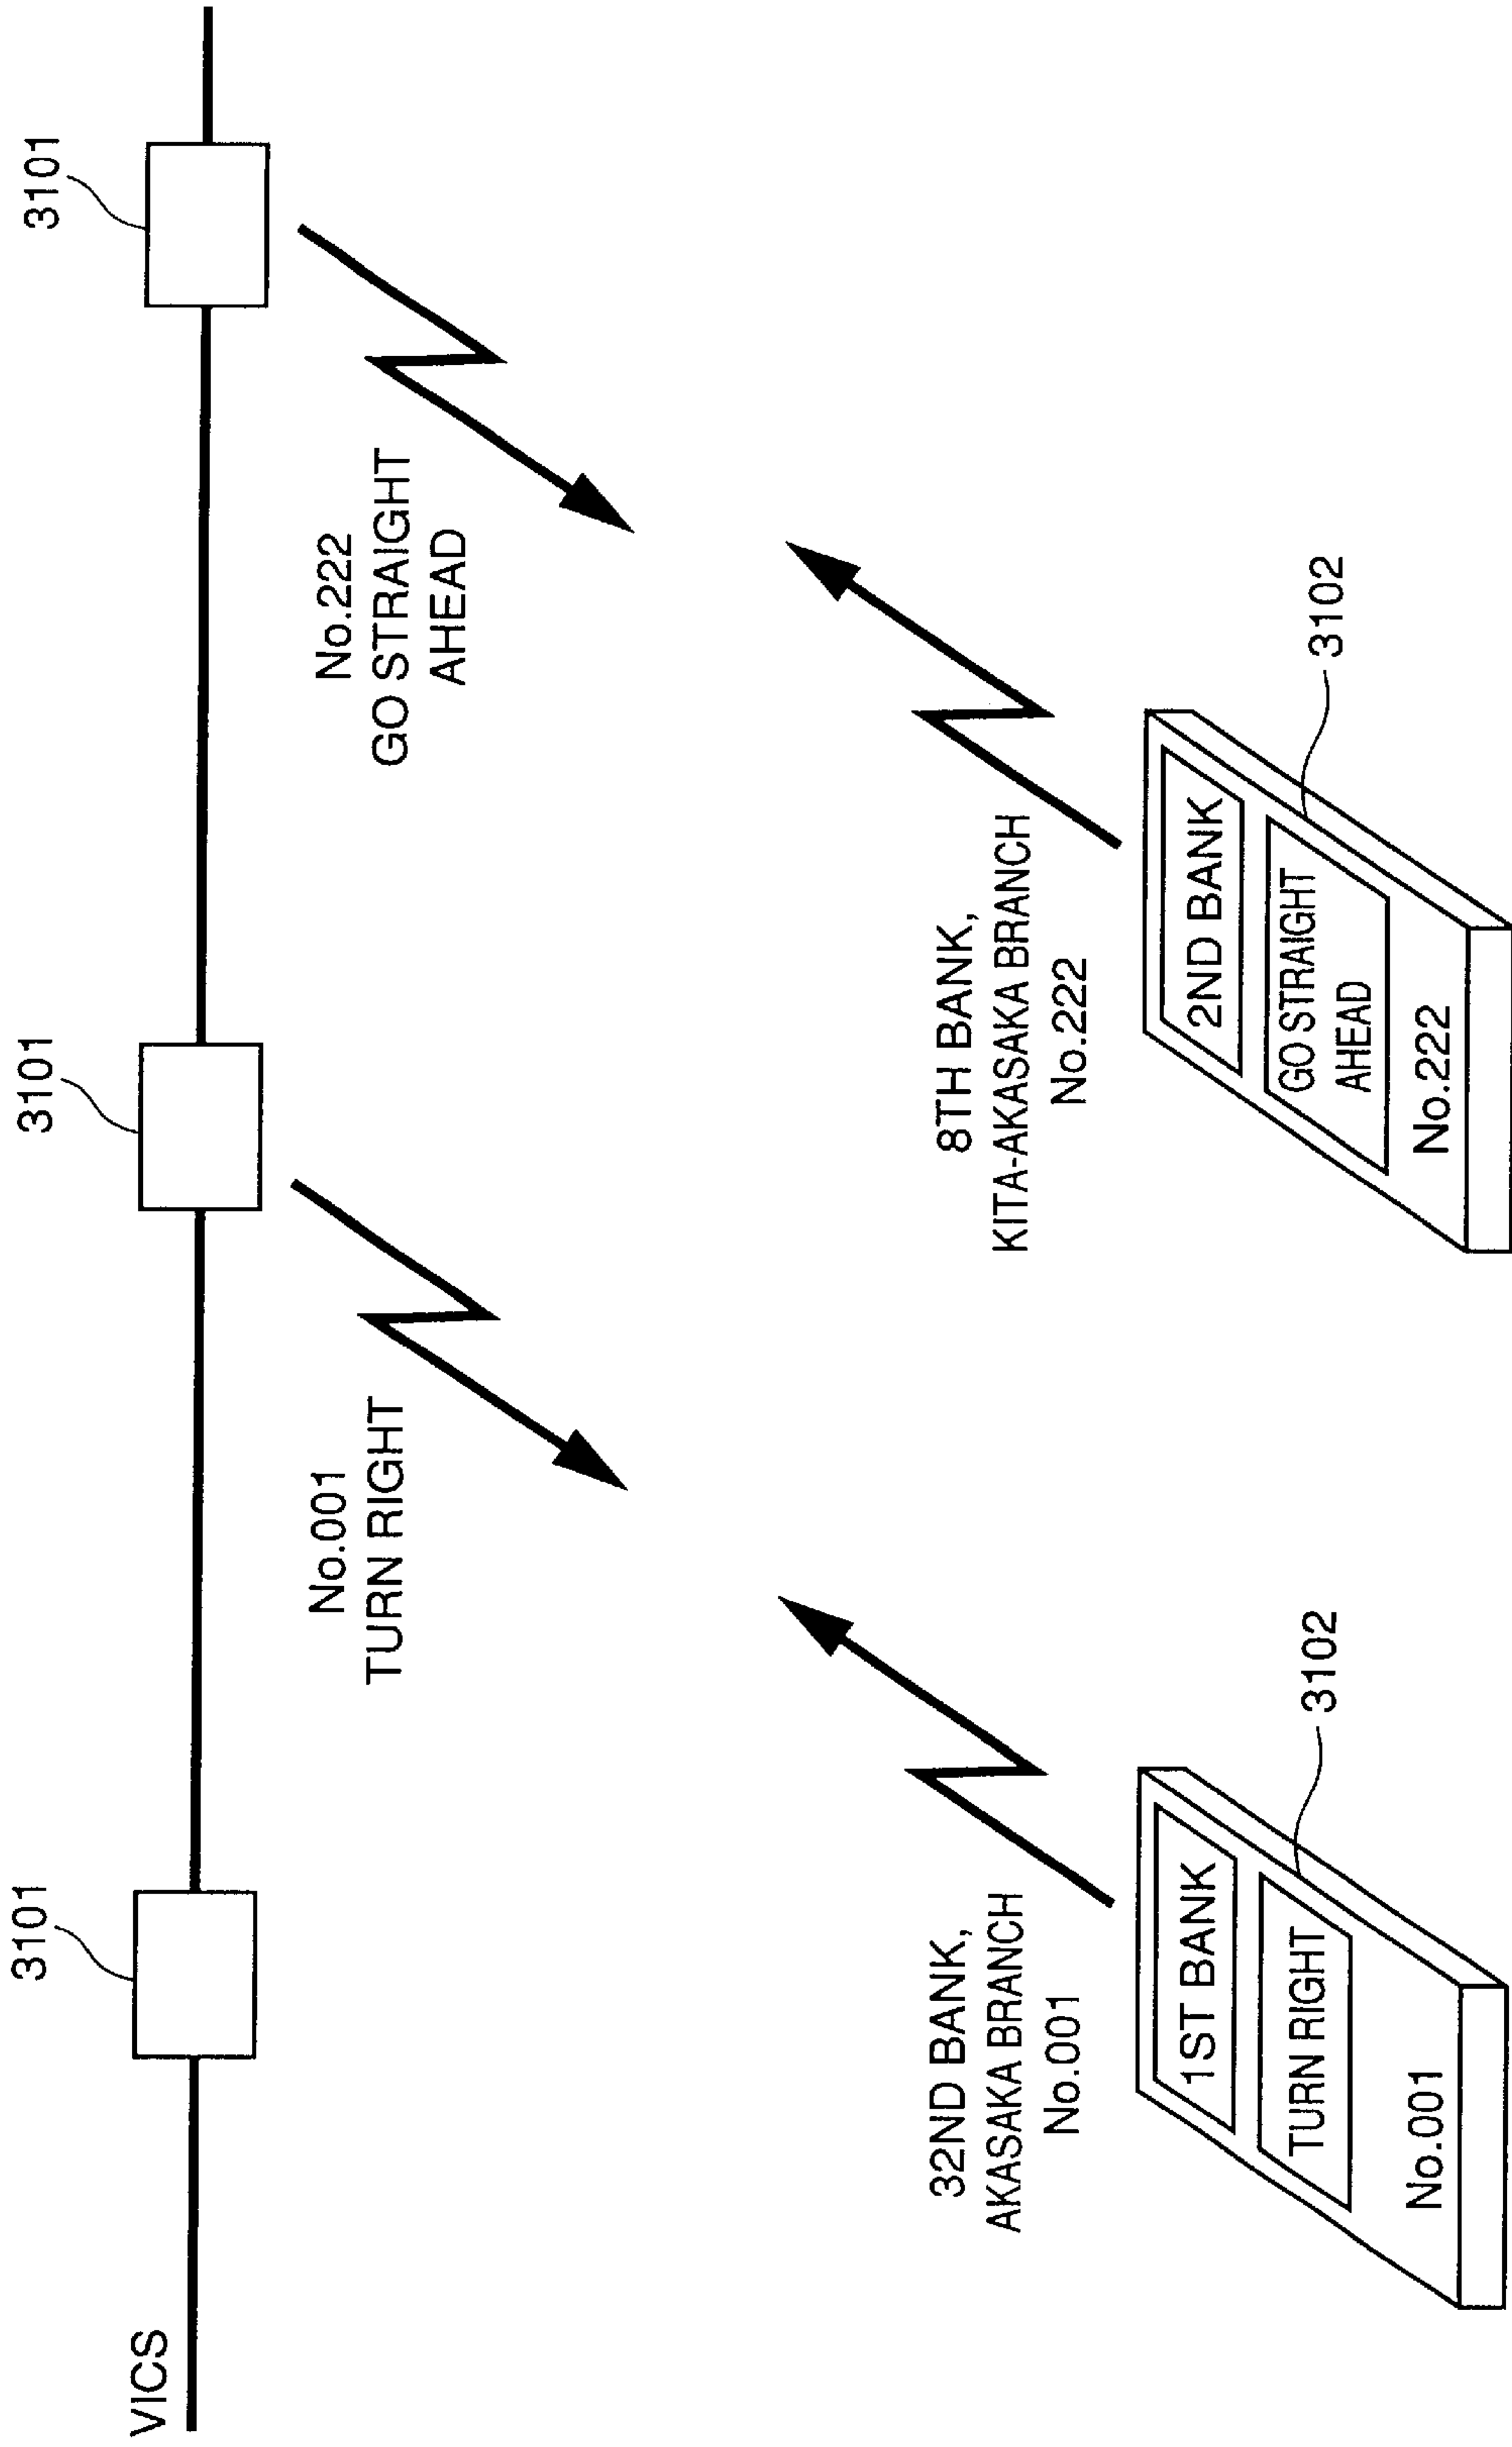 VICS
3101
3101
3101
No.001
TURN RIGHT
No.222
GO STRAIGHT
AHEAD
32ND BANK,
AKASAKA BRANCH
No.001
8TH BANK,
KITA-AKASAKA BRANCH
No.222
1ST BANK
TURN RIGHT
No.001
3102
2ND BANK
GO STRAIGHT
AHEAD
No.222
3102